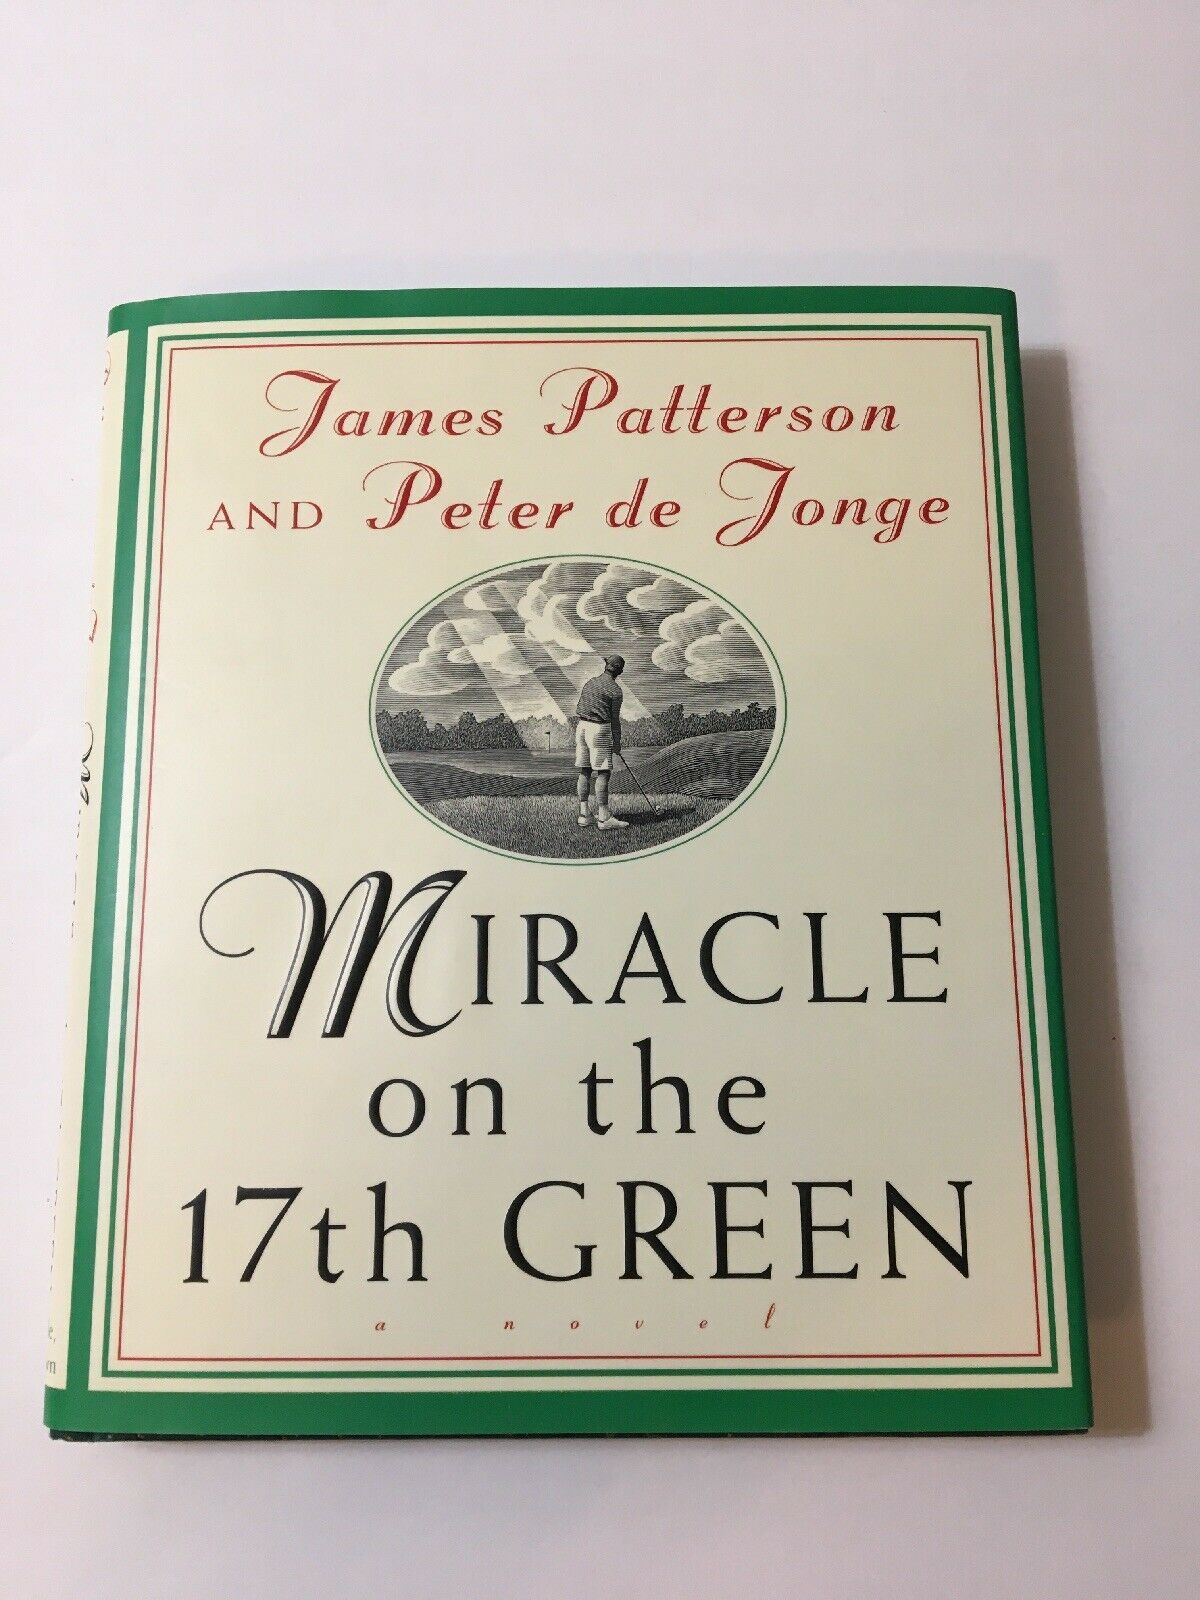 James Patterson
AND Peter de Jonge
MIRACLE
on the
17th GREEN
a novel